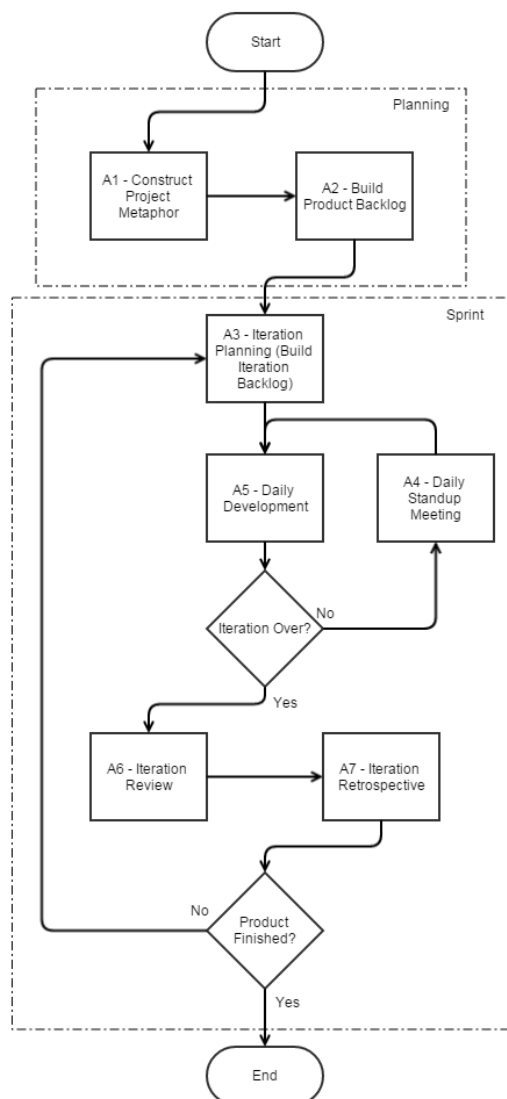 Start
Planning
A1 - Construct
Project
Metaphor
A2 - Build
Product Backlog
Sprint
A3 - Iteration
Planning (Build
Iteration
Backlog)
A5 - Daily
Development
A4 - Daily
Standup
Meeting
Iteration Over?
No
Yes
A6 - Iteration
Review
A7 - Iteration
Retrospective
Product
Finished?
No
Yes
End